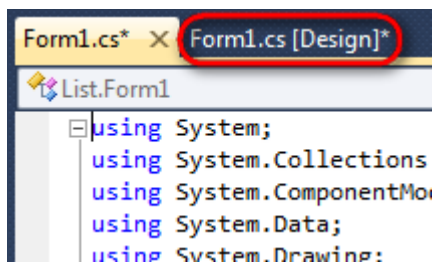 Form1.cs* Form1.cs [Design]*
List.Form1
using System;
using System.Collections
using System.ComponentMod
using System.Data;
using System.Drawing;